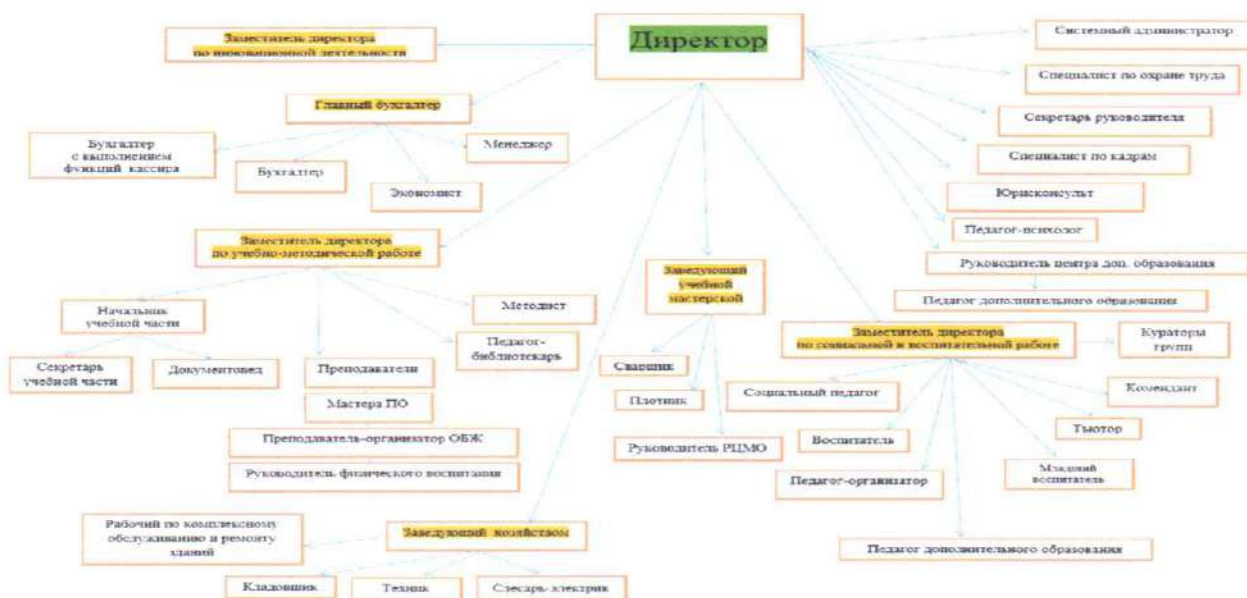 Директор
Заместитель директора
по инновационной деятельности
Главный бухгалтер
Бухгалтер
с выполнением
функций кассира
Бухгалтер
Экономист
Менеджер
Системный администратор
Специалист по охране труда
Секретарь руководителя
Специалист по кадрам
Юрисконсульт
Педагог-психолог
Руководитель центра доп. образования
Педагог дополнительного образования
Заместитель директора
по учебно-методической работе
Начальник
учебной части
Секретарь
учебной части
Документовед
Преподаватели
Мастера ПО
Преподаватель-организатор ОБЖ
Руководитель физического воспитания
Методист
Педагог-
библиотекарь
Заведующий
учебной
мастерской
Сварщик
Плотник
Руководитель РЦМО
Заместитель директора
по социальной и воспитательной работе
Кураторы
групп
Социальный педагог
Воспитатель
Педагог-организатор
Комендант
Тьютор
Младший
воспитатель
Педагог дополнительного образования
Рабочий по комплексному
обслуживанию и ремонту
зданий
Заведующий хозяйством
Кладовщик
Техник
Слесарь-электрик